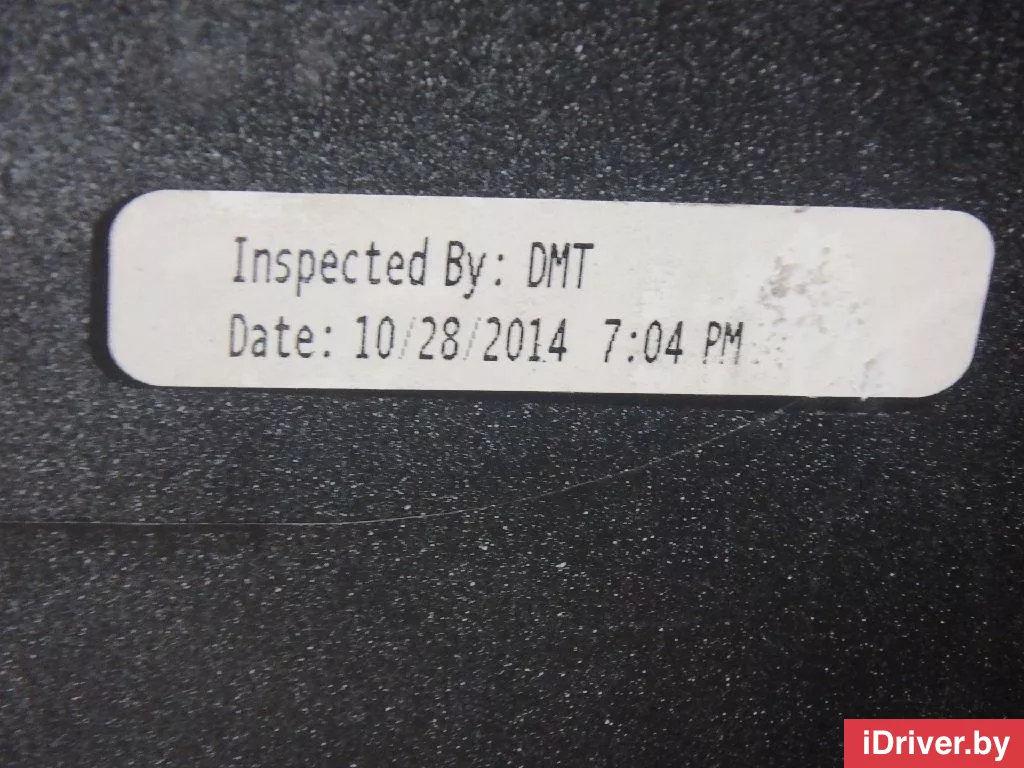 Inspected By: DMT
Date: 10/28/2014 7:04 PM
iDriver.by